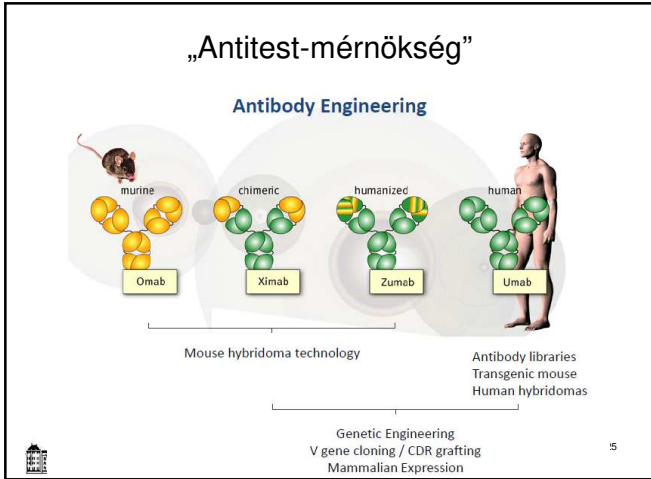 „Antitest-mérnökség”
Antibody Engineering
murine
chimeric
humanized
human
Omab
Ximab
Zumab
Umab
Mouse hybridoma technology
Antibody libraries
Transgenic mouse
Human hybridomas
Genetic Engineering
V gene cloning / CDR grafting
Mammalian Expression